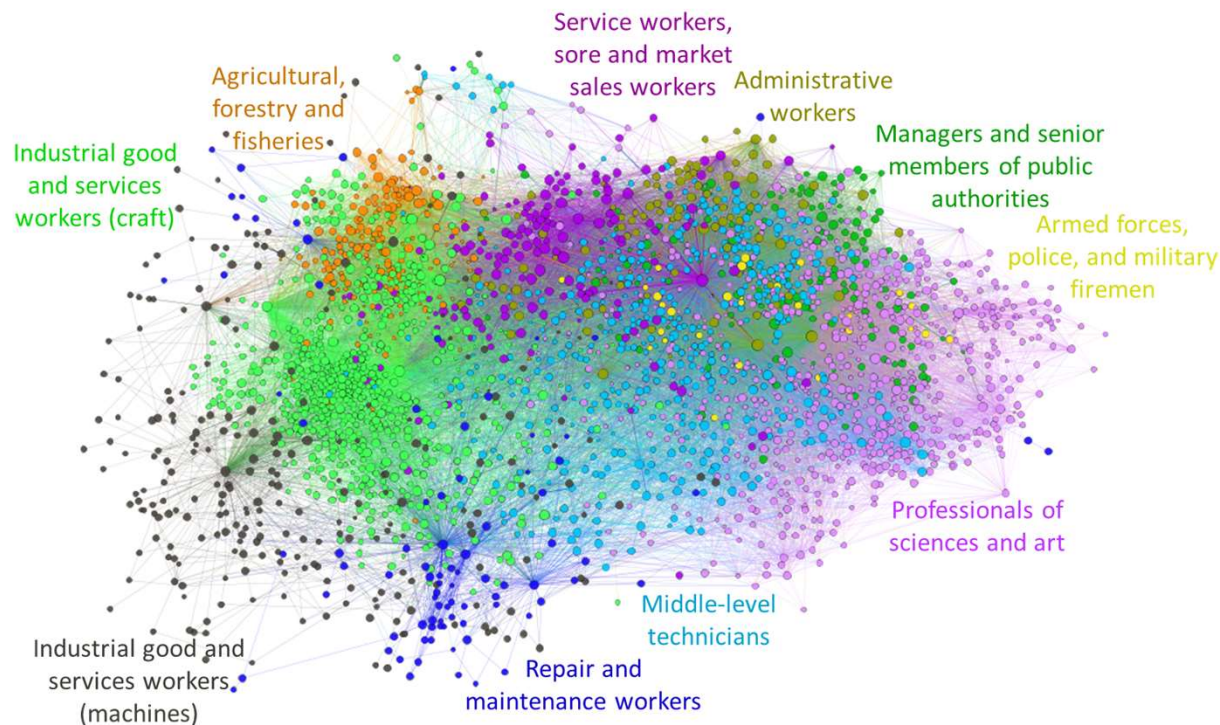 Service workers,
sore and market
sales workers
Agricultural,
forestry and
fisheries
Administrative
workers
Managers and senior
members of public
authorities
Industrial good
and services
workers (craft)
Armed forces,
police, and military
firemen
Professionals of
sciences and art
Middle-level
technicians
Industrial good and
services workers
(machines)
Repair and
maintenance workers